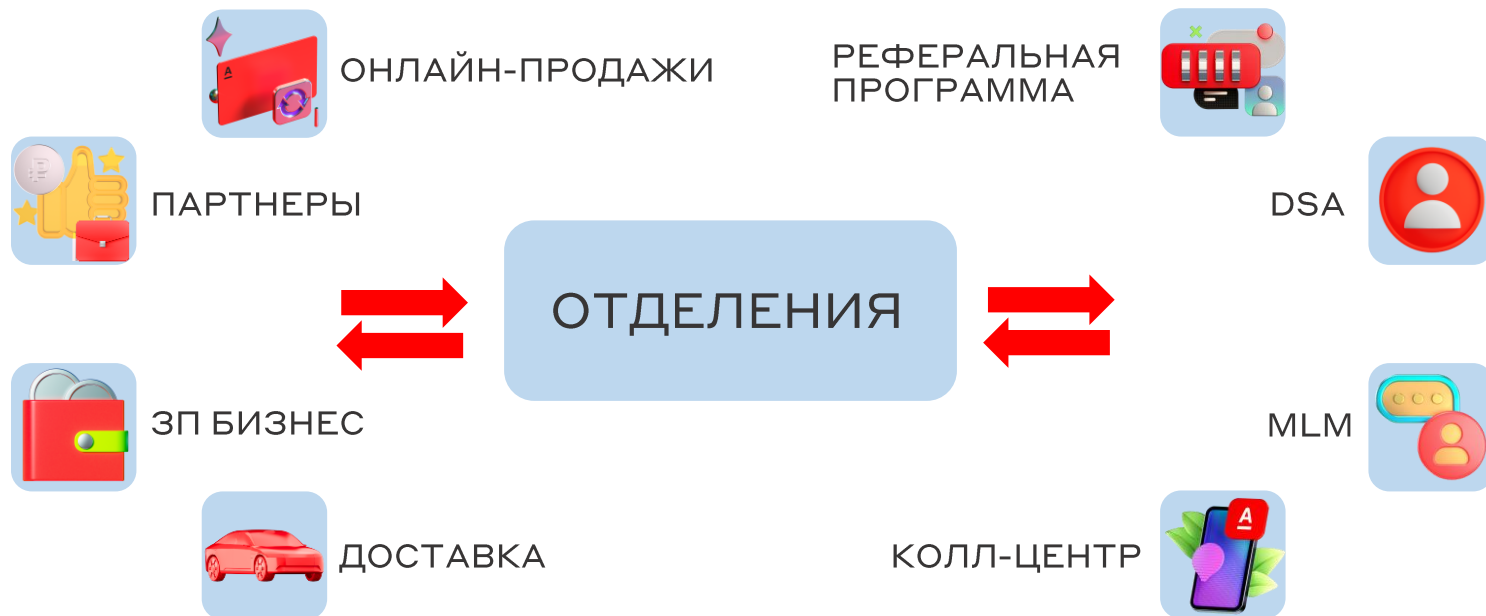 ОНЛАЙН-ПРОДАЖИ
РЕФЕРАЛЬНАЯ
ПРОГРАММА
ПАРТНЕРЫ
DSA
ОТДЕЛЕНИЯ
ЗП БИЗНЕС
MLM
ДОСТАВКА
КОЛЛ-ЦЕНТР
А